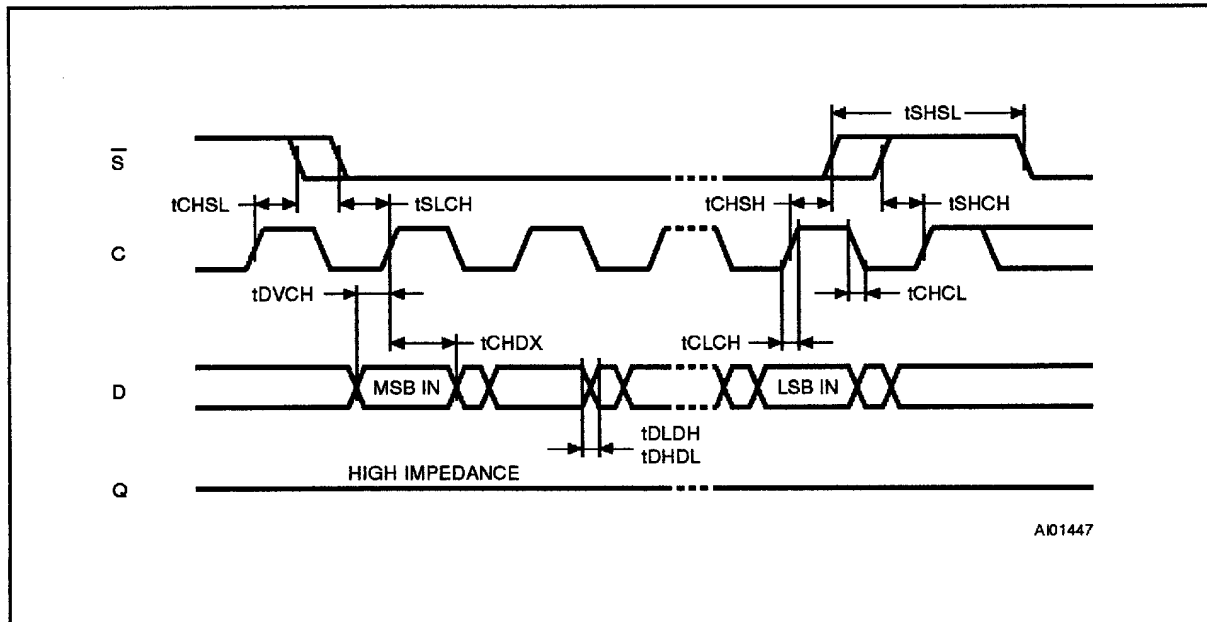 tSHSL
S̅
tCHSL
tSLCH
tCHSH
tSHCH
C
tDVCH
tCHCL
tCHDX
tCLCH
D
MSB IN
LSB IN
tDLDH
tDHDL
HIGH IMPEDANCE
Q
AI01447